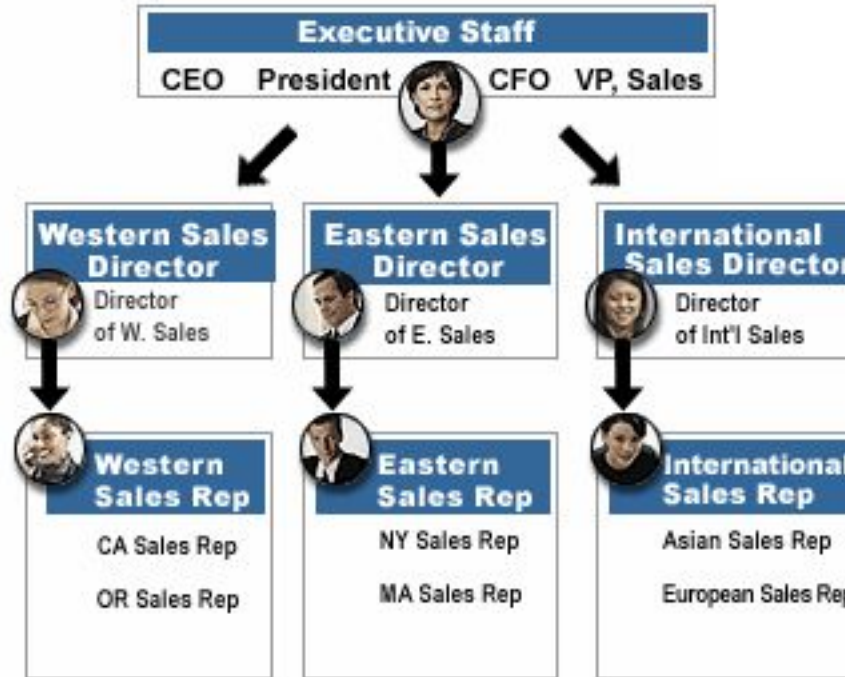 Executive Staff
CEO President CFO VP, Sales
Western Sales
Director
Director
of W. Sales
Eastern Sales
Director
Director
of E. Sales
International
Sales Director
Director
of Int'l Sales
Western
Sales Rep
CA Sales Rep
OR Sales Rep
Eastern
Sales Rep
NY Sales Rep
MA Sales Rep
International
Sales Rep
Asian Sales Rep
European Sales Rep